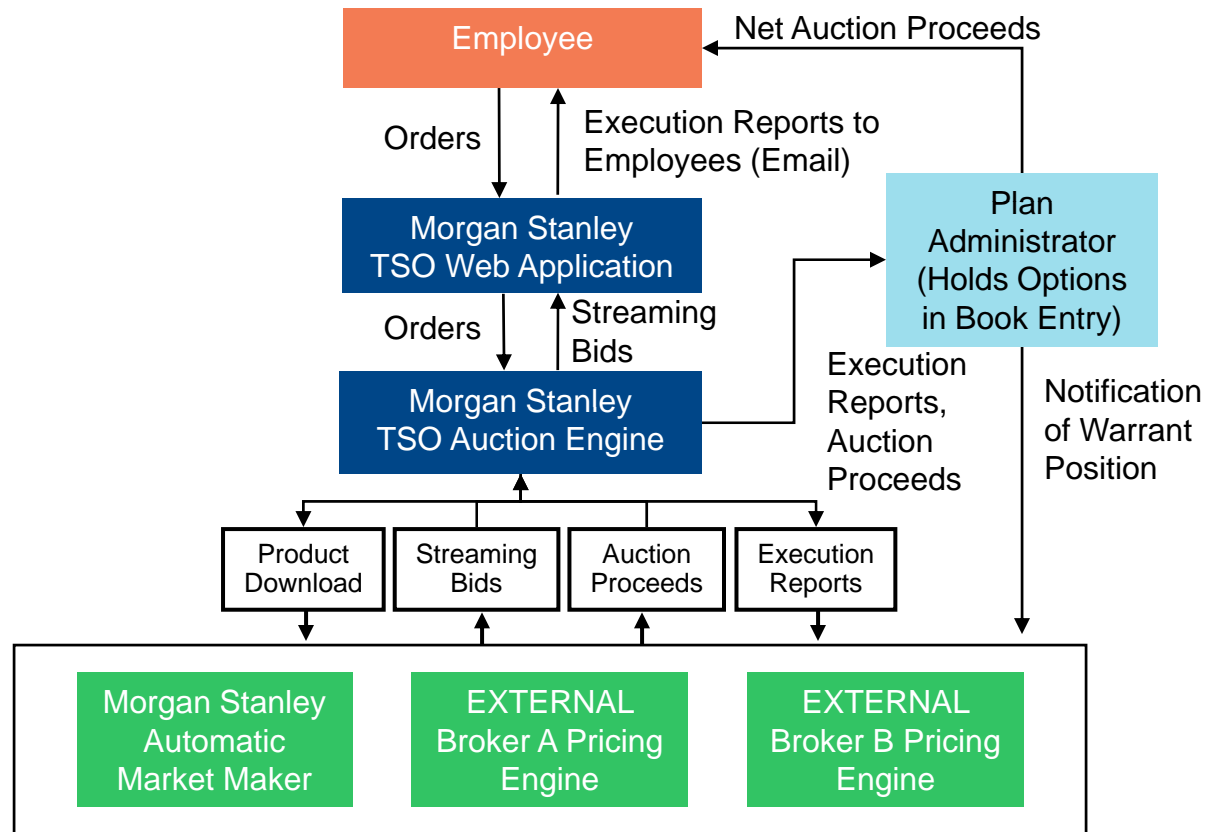 Employee
Net Auction Proceeds
Orders
Execution Reports to
Employees (Email)
Morgan Stanley
TSO Web Application
Plan
Administrator
(Holds Options
in Book Entry)
Orders
Streaming
Bids
Morgan Stanley
TSO Auction Engine
Execution
Reports,
Auction
Proceeds
Notification
of Warrant
Position
Product
Download
Streaming
Bids
Auction
Proceeds
Execution
Reports
Morgan Stanley
Automatic
Market Maker
EXTERNAL
Broker A Pricing
Engine
EXTERNAL
Broker B Pricing
Engine